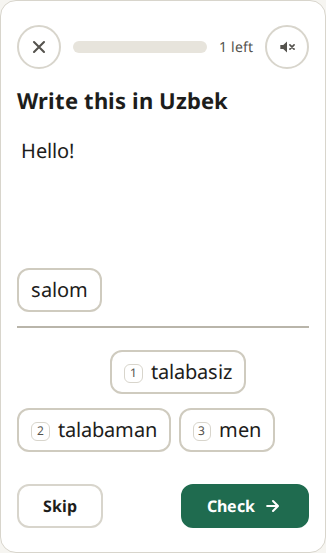 1 left
Write this in Uzbek
Hello!
salom
1 talabasiz
2 talabaman 3 men
Skip Check